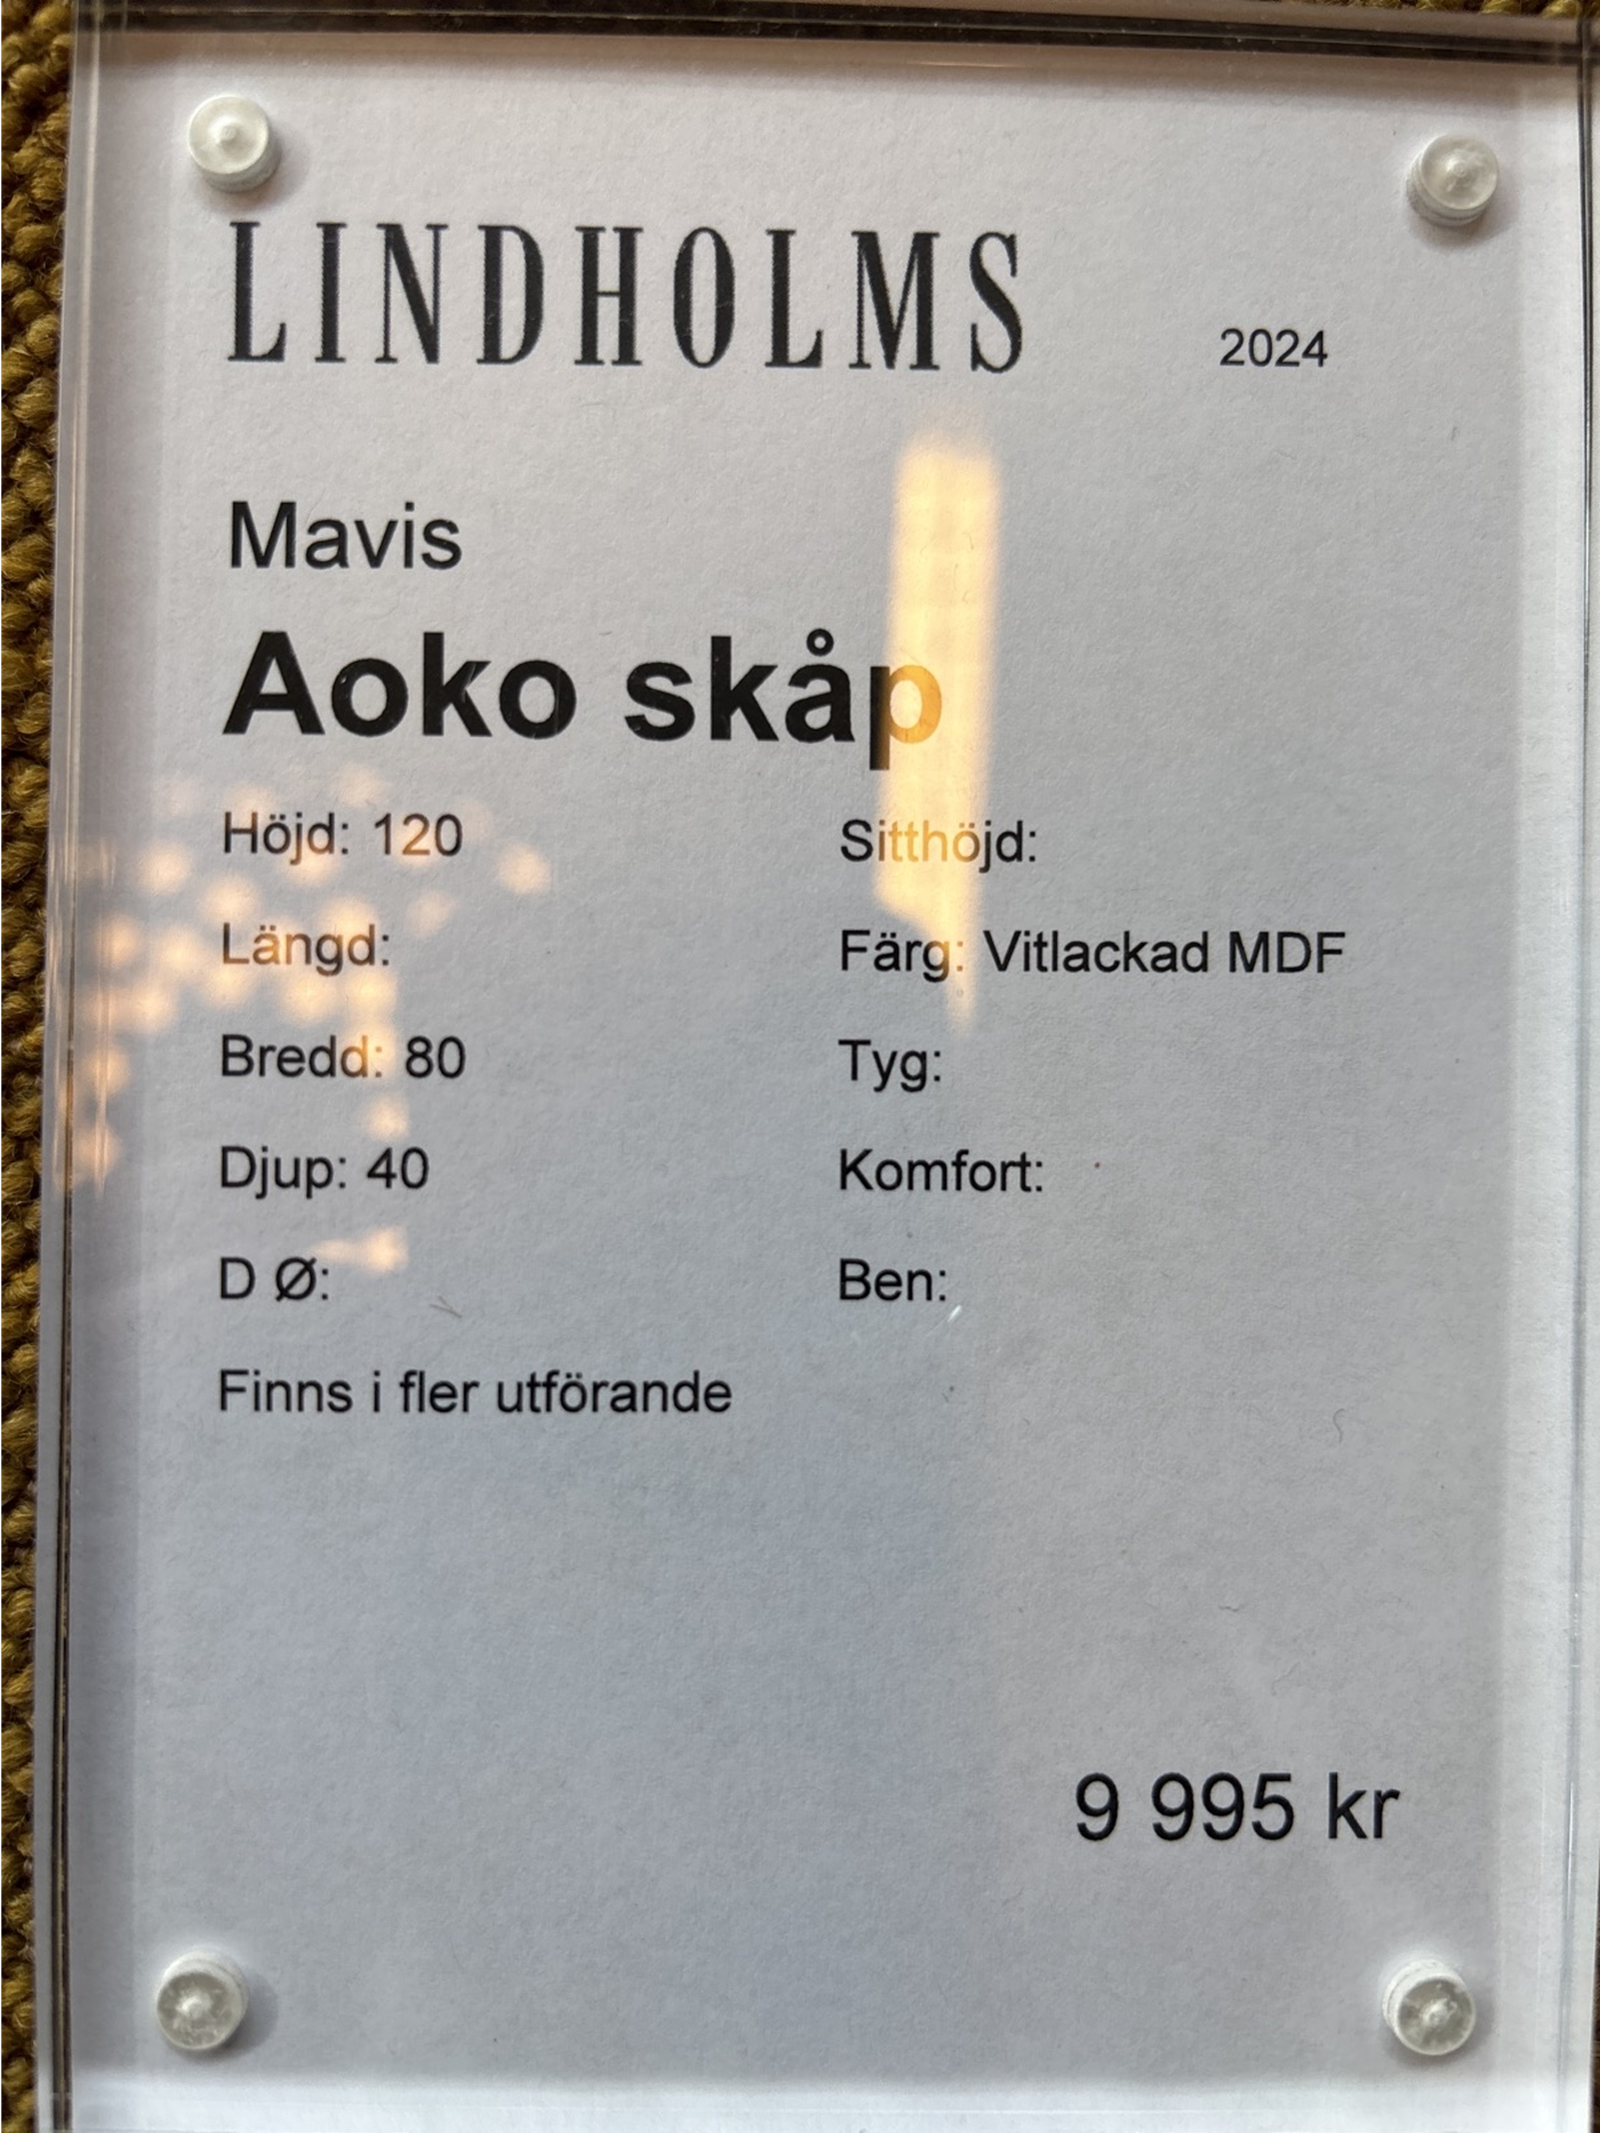 LINDHOLMS 2024
Mavis
Aoko skåp
Höjd: 120 Sitthöjd:
Längd: Färg: Vitlackad MDF
Bredd: 80 Tyg:
Djup: 40 Komfort:
D Ø: Ben:
Finns i fler utförande
9 995 kr